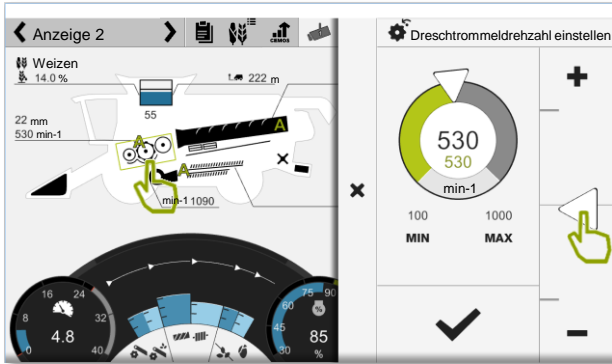 Anzeige 2
CEMOS
Dreschtrommeldrehzahl einstellen
Weizen
14.0 %
222 m
55
22 mm
530 min-1
A
A
A
min-1 1090
530
530
min-1
100
1000
MIN
MAX
16
24
8
32
0
40
4.8
75
90
60
45
30
%
85
%